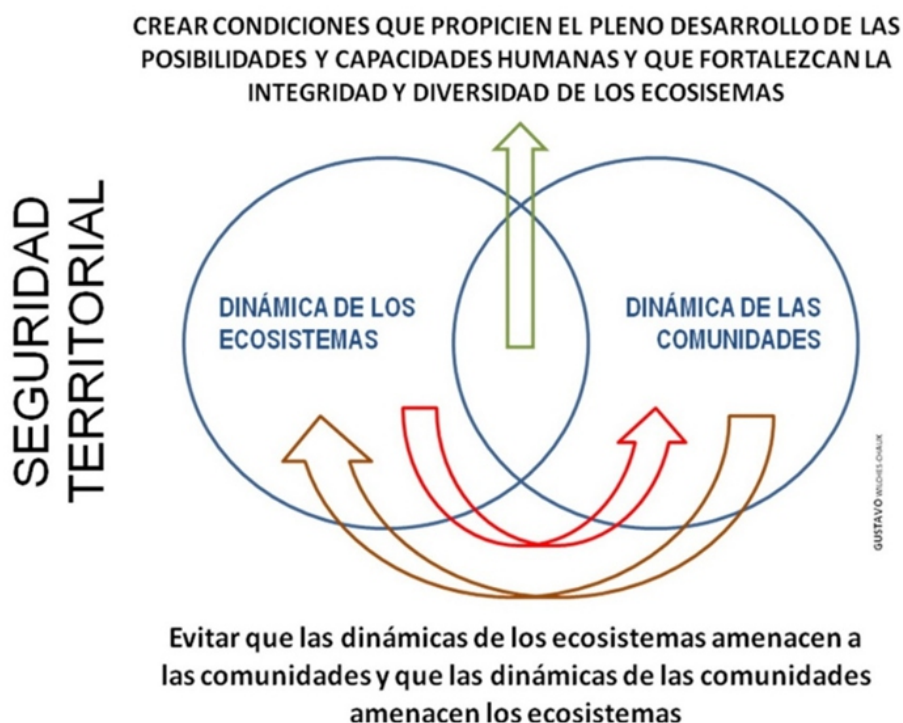 CREAR CONDICIONES QUE PROPICIEN EL PLENO DESARROLLO DE LAS
POSIBILIDADES Y CAPACIDADES HUMANAS Y QUE FORTALEZCAN LA
INTEGRIDAD Y DIVERSIDAD DE LOS ECOSISEMAS
SEGURIDAD
TERRITORIAL
DINÁMICA DE LOS
ECOSISTEMAS
DINÁMICA DE LAS
COMUNIDADES
GUSTAVO WILCHES-CHAUX
Evitar que las dinámicas de los ecosistemas amenacen a
las comunidades y que las dinámicas de las comunidades
amenacen los ecosistemas